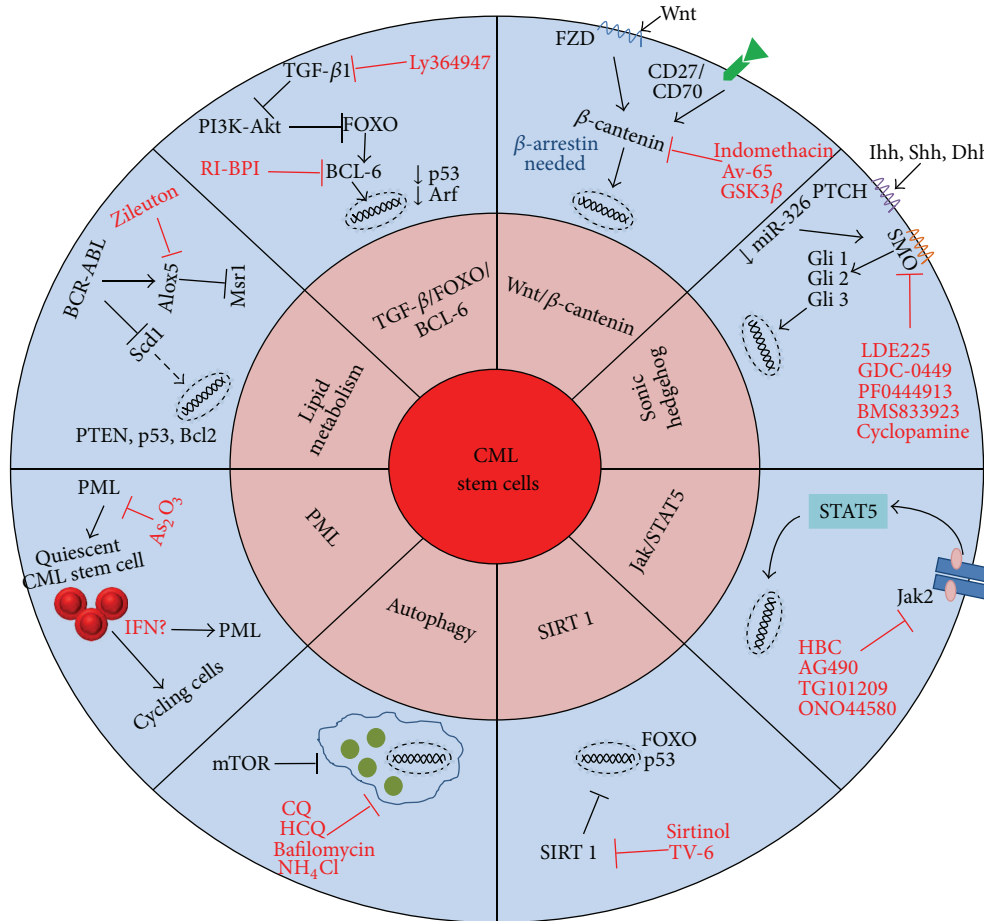 Wnt
FZD
CD27/
CD70
β-cantenin
β-arrestin
needed
Indomethacin
Av-65
GSK3β
Wnt/β-cantenin
Ihh, Shh, Dhh
PTCH
miR-326
SMO
Gli 1
Gli 2
Gli 3
LDE225
GDC-0449
PF0444913
BMS833923
Cyclopamine
Sonic
hedgehog
STAT5
Jak2
HBC
AG490
TG101209
ONO44580
Jak/STAT5
FOXO
p53
SIRT 1
Sirtinol
TV-6
SIRT 1
mTOR
CQ
HCQ
Bafilomycin
NH₄Cl
Autophagy
PML
As₂O₃
Quiescent
CML stem cell
IFN?
PML
Cycling cells
PML
Zileuton
BCR-ABL
Alox5
Msr1
Scd1
PTEN, p53, Bcl2
Lipid
metabolism
TGF-β1
Ly364947
PI3K-Akt
FOXO
RI-BPI
BCL-6
↓ p53
↓ Arf
TGF-β/FOXO/
BCL-6
CML
stem cells